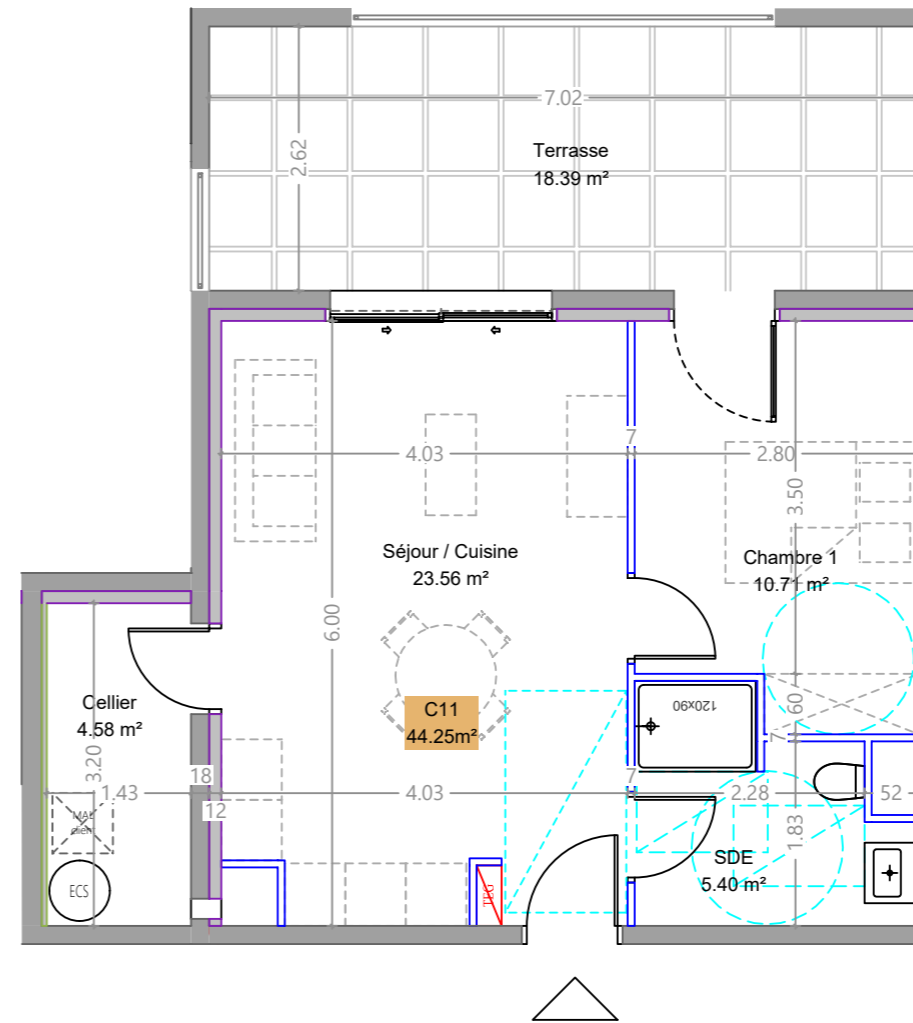 7.02
2.62
Terrasse
18.39 m²
4.03
7
2.80
3.50
Séjour / Cuisine
23.56 m²
Chambre 1
10.71 m²
6.00
Cellier
4.58 m²
C11
44.25m²
120x90
60
7
3.20
18
1.43
12
4.03
7
2.28
52
1.83
MAL
client
SDE
5.40 m²
ECS
TEG